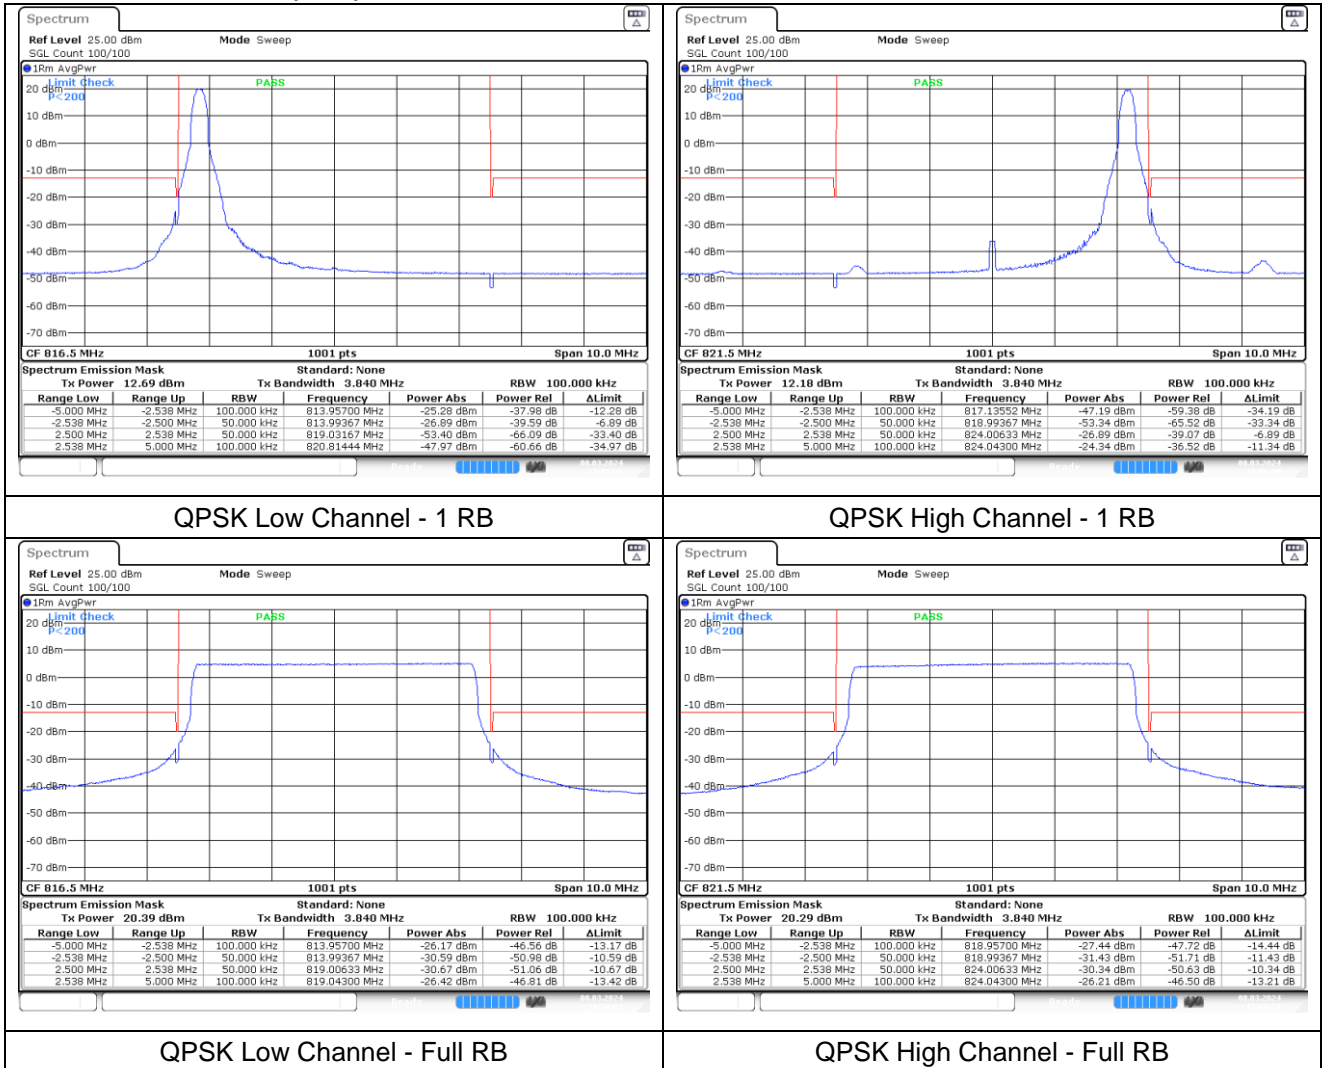 Spectrum
Ref Level 25.00 dBm Mode Sweep
SGL Count 100/100
1Rm AvgPwr
Limit Check PASS
P<200
20 dBm
10 dBm
0 dBm
-10 dBm
-20 dBm
-30 dBm
-40 dBm
-50 dBm
-60 dBm
-70 dBm
CF 816.5 MHz 1001 pts Span 10.0 MHz
Spectrum Emission Mask Standard: None
Tx Power 12.69 dBm Tx Bandwidth 3.840 MHz RBW 100.000 kHz
Range Low Range Up RBW Frequency Power Abs Power Rel ΔLimit
-5.000 MHz -2.538 MHz 100.000 kHz 813.95700 MHz -25.28 dBm -37.98 dB -12.28 dB
-2.538 MHz -2.500 MHz 50.000 kHz 813.99367 MHz -26.89 dBm -39.59 dB -6.89 dB
2.500 MHz 2.538 MHz 50.000 kHz 819.03167 MHz -53.40 dBm -66.09 dB -33.40 dB
2.538 MHz 5.000 MHz 100.000 kHz 820.81444 MHz -47.97 dBm -60.66 dB -34.97 dB
QPSK Low Channel - 1 RB
Spectrum
Ref Level 25.00 dBm Mode Sweep
SGL Count 100/100
1Rm AvgPwr
Limit Check PASS
P<200
20 dBm
10 dBm
0 dBm
-10 dBm
-20 dBm
-30 dBm
-40 dBm
-50 dBm
-60 dBm
-70 dBm
CF 821.5 MHz 1001 pts Span 10.0 MHz
Spectrum Emission Mask Standard: None
Tx Power 12.18 dBm Tx Bandwidth 3.840 MHz RBW 100.000 kHz
Range Low Range Up RBW Frequency Power Abs Power Rel ΔLimit
-5.000 MHz -2.538 MHz 100.000 kHz 817.13552 MHz -47.19 dBm -59.38 dB -34.19 dB
-2.538 MHz -2.500 MHz 50.000 kHz 818.99367 MHz -53.34 dBm -65.52 dB -33.34 dB
2.500 MHz 2.538 MHz 50.000 kHz 824.00633 MHz -26.89 dBm -39.07 dB -6.89 dB
2.538 MHz 5.000 MHz 100.000 kHz 824.04300 MHz -24.34 dBm -36.52 dB -11.34 dB
QPSK High Channel - 1 RB
Spectrum
Ref Level 25.00 dBm Mode Sweep
SGL Count 100/100
1Rm AvgPwr
Limit Check PASS
P<200
20 dBm
10 dBm
0 dBm
-10 dBm
-20 dBm
-30 dBm
-40 dBm
-50 dBm
-60 dBm
-70 dBm
CF 816.5 MHz 1001 pts Span 10.0 MHz
Spectrum Emission Mask Standard: None
Tx Power 20.39 dBm Tx Bandwidth 3.840 MHz RBW 100.000 kHz
Range Low Range Up RBW Frequency Power Abs Power Rel ΔLimit
-5.000 MHz -2.538 MHz 100.000 kHz 813.95700 MHz -26.17 dBm -46.56 dB -13.17 dB
-2.538 MHz -2.500 MHz 50.000 kHz 813.99367 MHz -30.59 dBm -50.98 dB -10.59 dB
2.500 MHz 2.538 MHz 50.000 kHz 819.00633 MHz -30.67 dBm -51.06 dB -10.67 dB
2.538 MHz 5.000 MHz 100.000 kHz 819.04300 MHz -26.42 dBm -46.81 dB -13.42 dB
QPSK Low Channel - Full RB
Spectrum
Ref Level 25.00 dBm Mode Sweep
SGL Count 100/100
1Rm AvgPwr
Limit Check PASS
P<200
20 dBm
10 dBm
0 dBm
-10 dBm
-20 dBm
-30 dBm
-40 dBm
-50 dBm
-60 dBm
-70 dBm
CF 821.5 MHz 1001 pts Span 10.0 MHz
Spectrum Emission Mask Standard: None
Tx Power 20.29 dBm Tx Bandwidth 3.840 MHz RBW 100.000 kHz
Range Low Range Up RBW Frequency Power Abs Power Rel ΔLimit
-5.000 MHz -2.538 MHz 100.000 kHz 818.95700 MHz -27.44 dBm -47.72 dB -14.44 dB
-2.538 MHz -2.500 MHz 50.000 kHz 818.99367 MHz -31.43 dBm -51.71 dB -11.43 dB
2.500 MHz 2.538 MHz 50.000 kHz 824.00633 MHz -30.34 dBm -50.63 dB -10.34 dB
2.538 MHz 5.000 MHz 100.000 kHz 824.04300 MHz -26.21 dBm -46.50 dB -13.21 dB
QPSK High Channel - Full RB